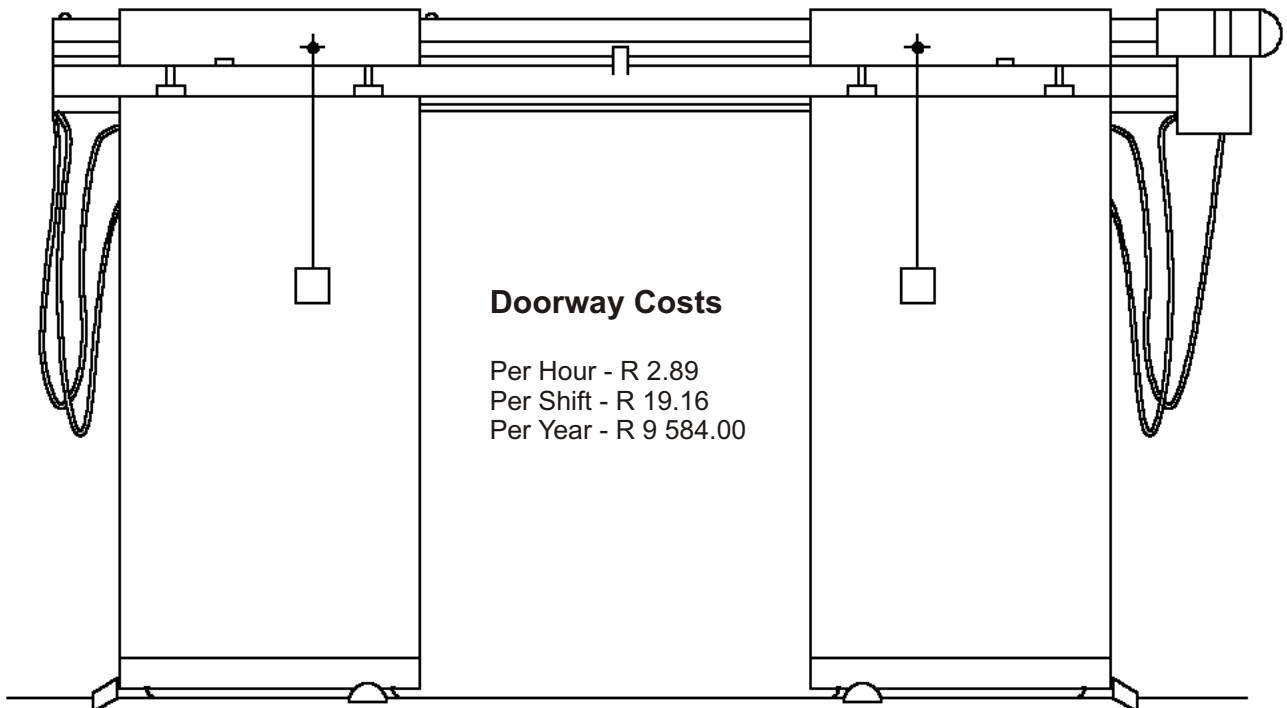 Doorway Costs
Per Hour - R 2.89
Per Shift - R 19.16
Per Year - R 9 584.00